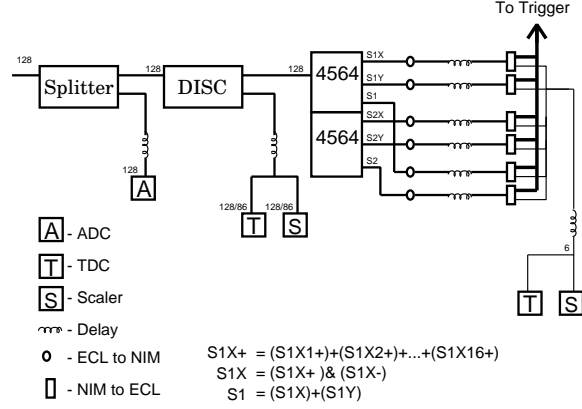 To Trigger
128
128
128
Splitter
DISC
4564
4564
S1X
S1Y
S1
S2X
S2Y
S2
128
A
128/86
128/86
T
S
6
T
S
A - ADC
T - TDC
S - Scaler
- Delay
- ECL to NIM
- NIM to ECL
S1X+ = (S1X1+)+(S1X2+)+...+(S1X16+)
S1X = (S1X+ )& (S1X-)
S1 = (S1X)+(S1Y)